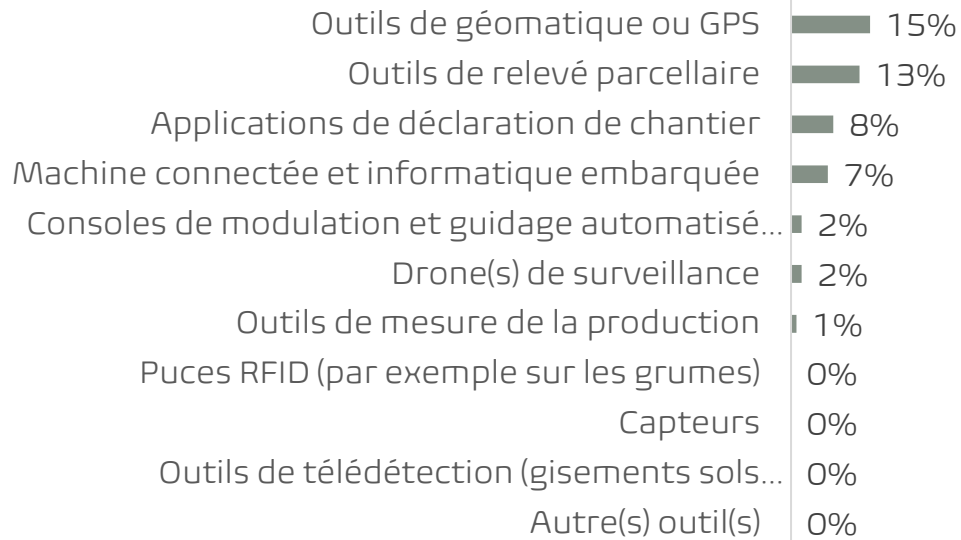 Outils de géomatique ou GPS 15%
Outils de relevé parcellaire 13%
Applications de déclaration de chantier 8%
Machine connectée et informatique embarquée 7%
Consoles de modulation et guidage automatisé... 2%
Drone(s) de surveillance 2%
Outils de mesure de la production 1%
Puces RFID (par exemple sur les grumes) 0%
Capteurs 0%
Outils de télédétection (gisements sols... 0%
Autre(s) outil(s) 0%